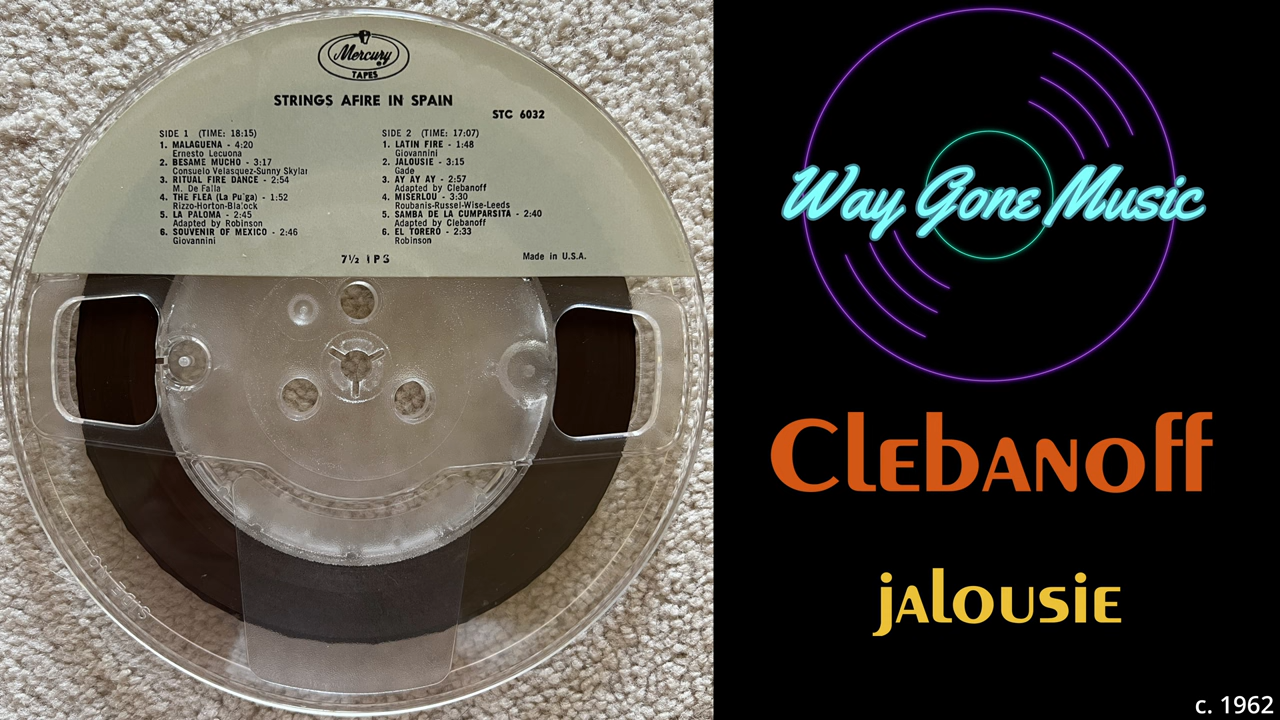 Mercury
TAPES
STRINGS AFIRE IN SPAIN
STC 6032
SIDE 1 (TIME: 18:15)
1. MALAGUENA - 4:20
Ernesto Lecuona
2. BESAME MUCHO - 3:17
Consuelo Velasquez-Sunny Skylar
3. RITUAL FIRE DANCE - 2:54
M. De Falla
4. THE FLEA (La Pulga) - 1:52
Rizzo-Horton-Blalock
5. LA PALOMA - 2:45
Adapted by Robinson
6. SOUVENIR OF MEXICO - 2:46
Giovannini
SIDE 2 (TIME: 17:07)
1. LATIN FIRE - 1:48
Giovannini
2. JALOUSIE - 3:15
Gade
3. AY AY AY - 2:57
Adapted by Clebanoff
4. MISERLOU - 3:30
Roubanis-Russel-Wise-Leeds
5. SAMBA DE LA CUMPARSITA - 2:40
Adapted by Clebanoff
6. EL TORERO - 2:33
Robinson
7½ IPS
Made in U.S.A.
Way Gone Music
Clebanoff
jalousie
c. 1962